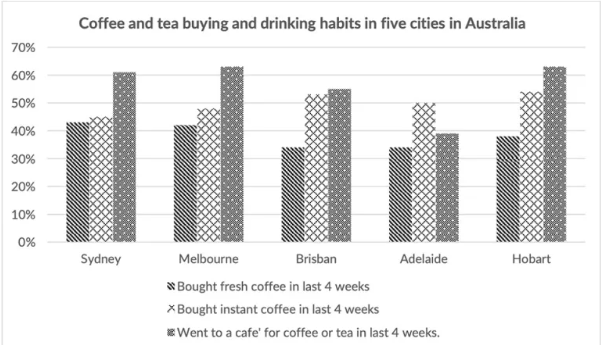 Coffee and tea buying and drinking habits in five cities in Australia
70%
60%
50%
40%
30%
20%
10%
0%
Sydney Melbourne Brisban Adelaide Hobart
Bought fresh coffee in last 4 weeks
Bought instant coffee in last 4 weeks
Went to a cafe' for coffee or tea in last 4 weeks.